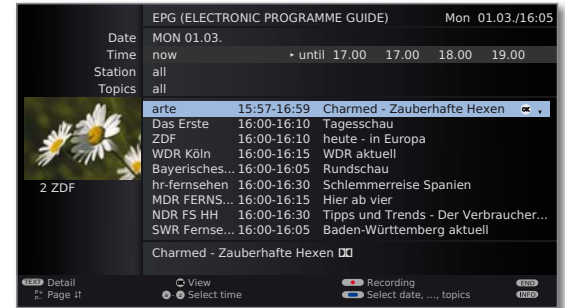 EPG (ELECTRONIC PROGRAMME GUIDE) Mon 01.03./16:05
Date MON 01.03.
Time now ▸ until 17.00 17.00 18.00 19.00
Station all
Topics all
arte 15:57-16:59 Charmed - Zauberhafte Hexen OK
Das Erste 16:00-16:10 Tagesschau
ZDF 16:00-16:10 heute - in Europa
WDR Köln 16:00-16:15 WDR aktuell
Bayerisches... 16:00-16:05 Rundschau
hr-fernsehen 16:00-16:30 Schlemmerreise Spanien
MDR FERNS... 16:00-16:15 Hier ab vier
NDR FS HH 16:00-16:30 Tipps und Trends - Der Verbraucher...
SWR Fernse... 16:00-16:05 Baden-Württemberg aktuell
2 ZDF
Charmed - Zauberhafte Hexen
TEXT Detail OK View Recording END
P+ P- Page Select time Select date, ..., topics INFO